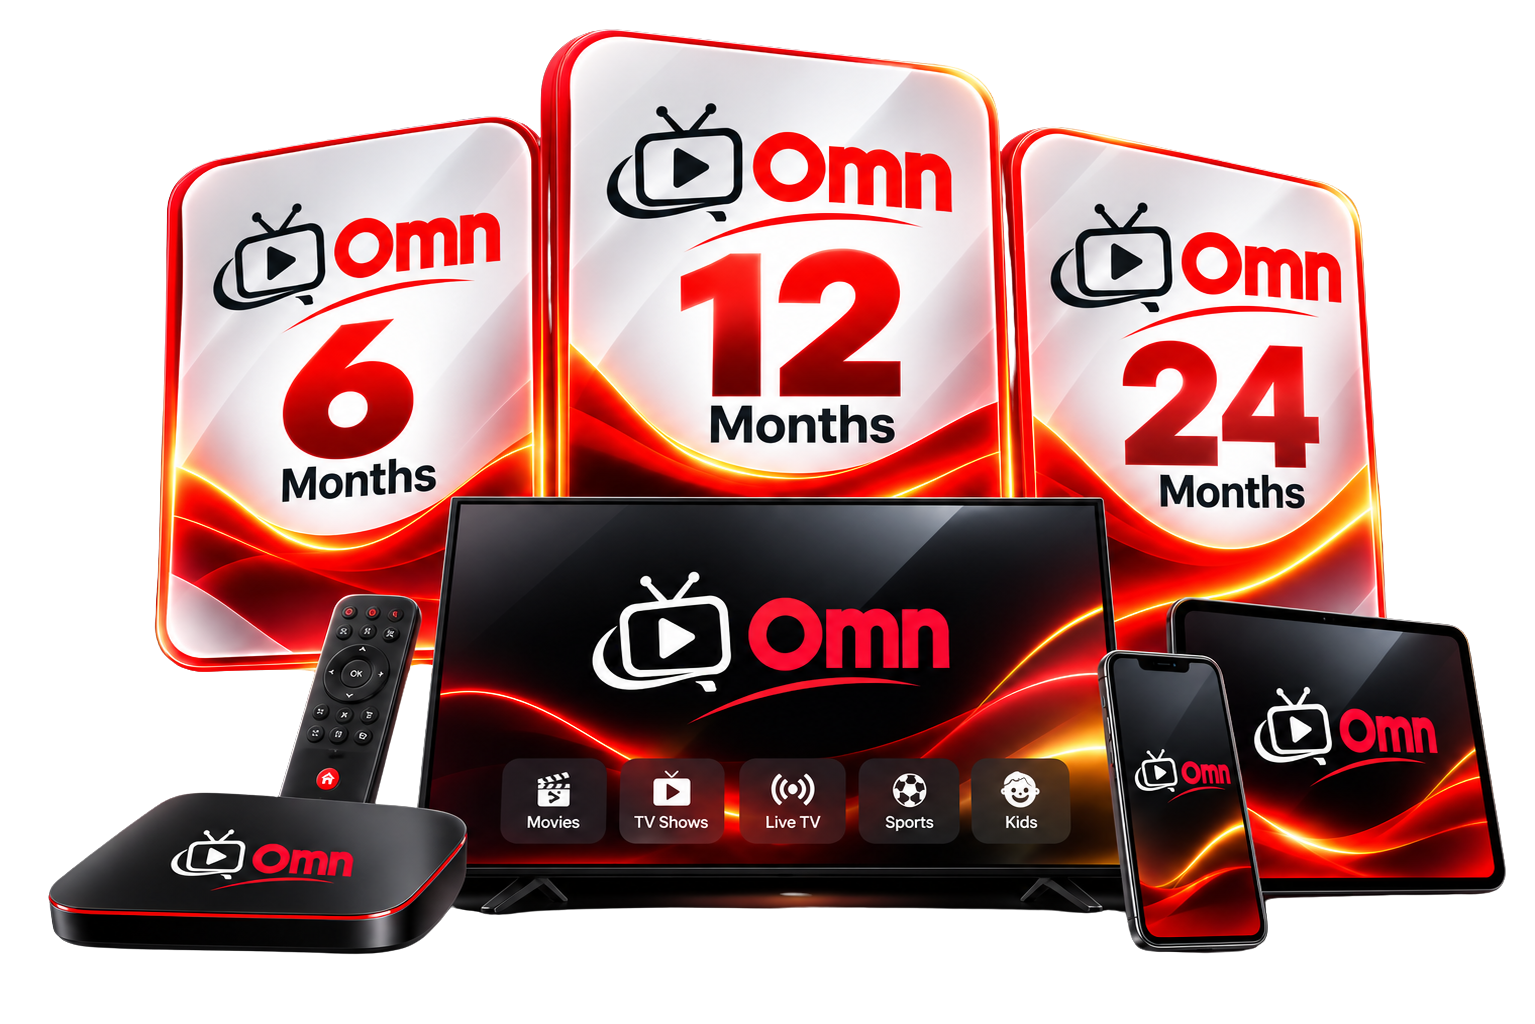 Omn
6
Months
Omn
12
Months
Omn
24
Months
Omn
Movies
TV Shows
Live TV
Sports
Kids
OK
Omn
Omn
Omn